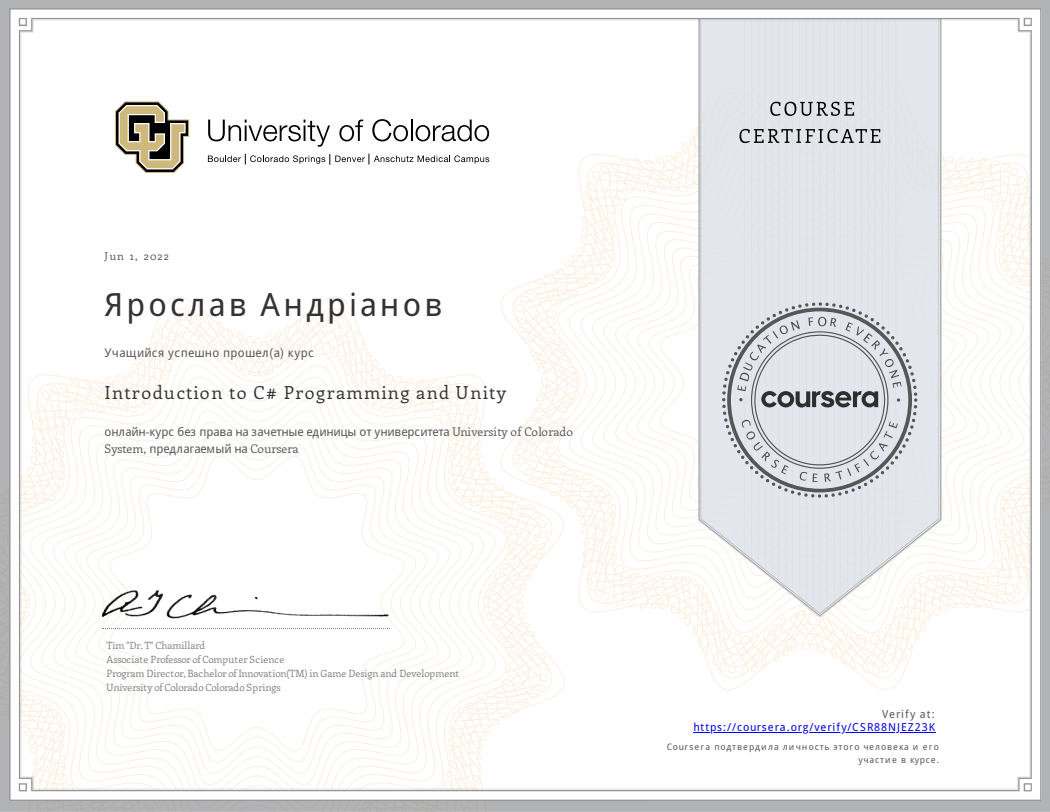 University of Colorado
Boulder | Colorado Springs | Denver | Anschutz Medical Campus
COURSE
CERTIFICATE
Jun 1, 2022
Ярослав Андріанов
Учащийся успешно прошел(а) курс
Introduction to C# Programming and Unity
онлайн-курс без права на зачетные единицы от университета University of Colorado
System, предлагаемый на Coursera
EDUCATION FOR EVERYONE
coursera
COURSE CERTIFICATE
Tim "Dr. T" Chamillard
Associate Professor of Computer Science
Program Director, Bachelor of Innovation(TM) in Game Design and Development
University of Colorado Colorado Springs
Verify at:
https://coursera.org/verify/CSR88NJEZ23K
Coursera подтвердила личность этого человека и его
участие в курсе.